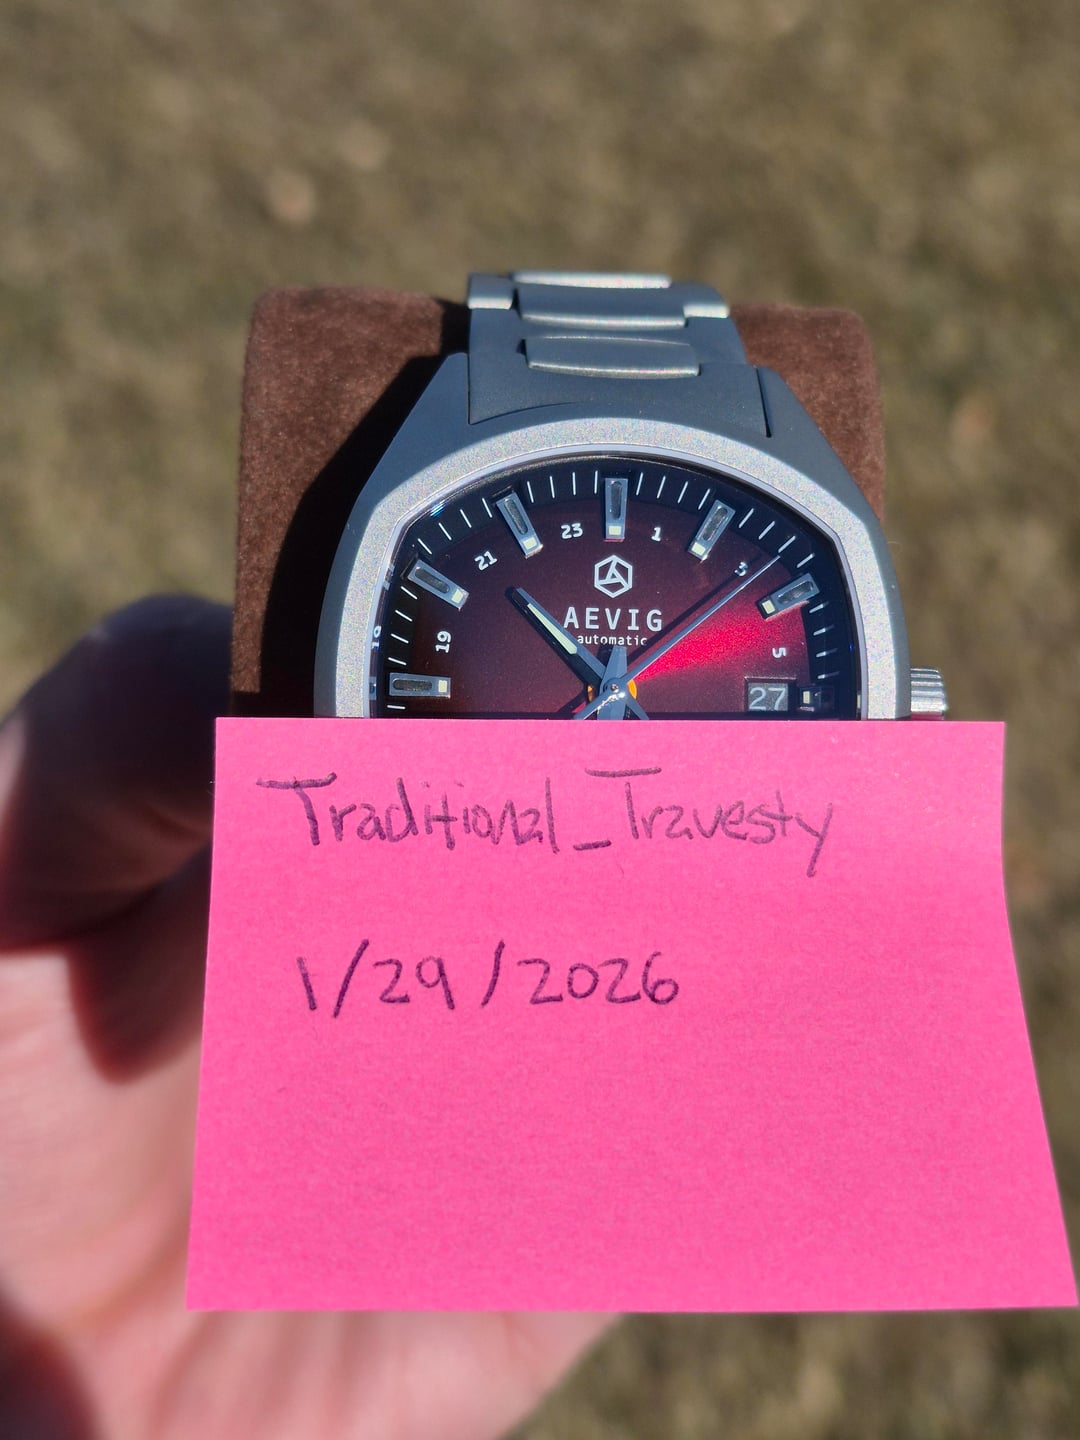 23
1
21
3
19
AEVIG
automatic
5
27
Traditional_Travesty
1/29/2026